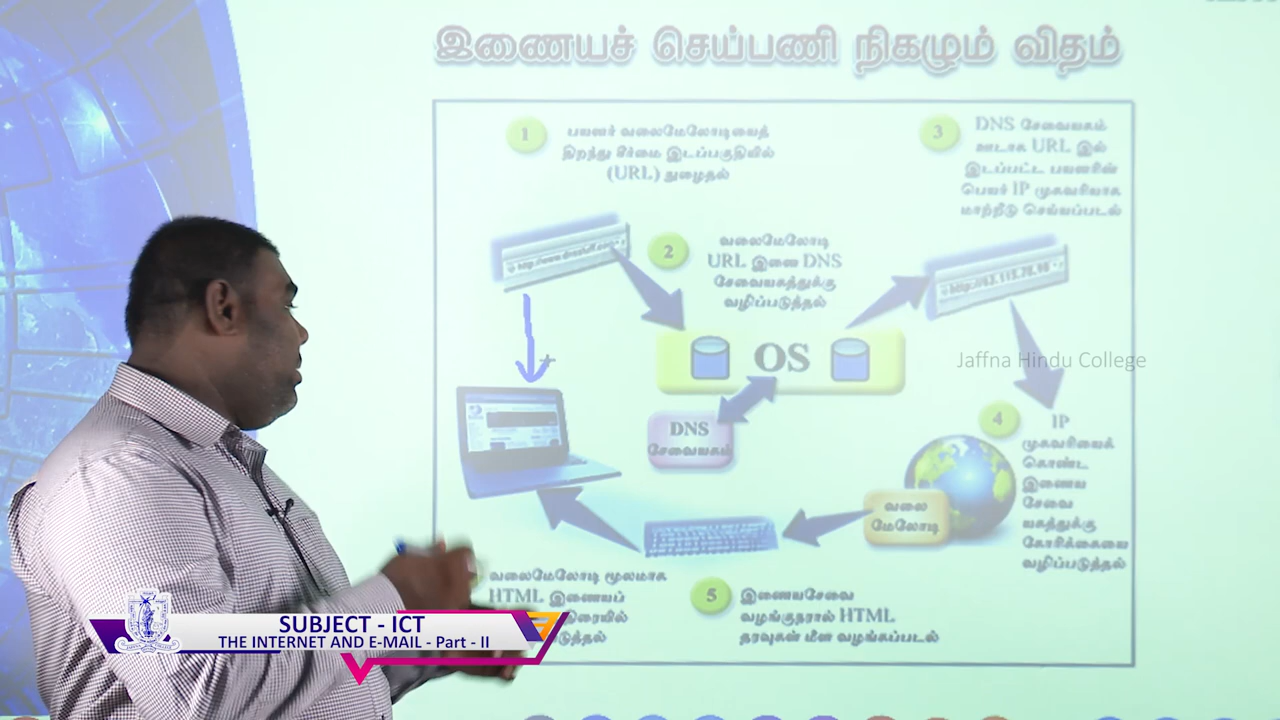 இணையச் செய்பணி நிகழும் விதம்
1
பயனர் வலைமேலோடியைத்
திறந்து சீர்மை இடப்பகுதியில்
(URL) நுழைதல்
2
வலைமேலோடி
URL இனை DNS
சேவையகத்துக்கு
வழிப்படுத்தல்
3
DNS சேவையகம்
ஊடாக URL இல்
இடப்பட்ட பயனரின்
பெயர் IP முகவரியாக
மாற்றீடு செய்யப்படல்
OS
DNS
சேவையகம்
Jaffna Hindu College
4
IP
முகவரியைக்
கொண்ட
இணைய
சேவை
யகத்துக்கு
கோரிக்கையை
வழிப்படுத்தல்
வலை
மேலோடி
5
இணையசேவை
வழங்குநரால் HTML
தரவுகள் மீள வழங்கப்படல்
வலைமேலோடி மூலமாக
HTML இணையப்
SUBJECT - ICT
THE INTERNET AND E-MAIL - Part - II